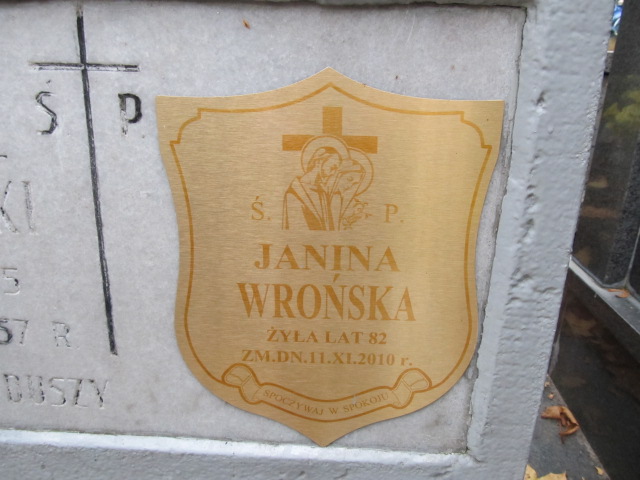 Ś P
KI
5
57 R
DUSZY
Ś. P.
JANINA
WROŃSKA
ŻYŁA LAT 82
ZM.DN.11.XI.2010 r.
SPOCZYWAJ W SPOKOJU